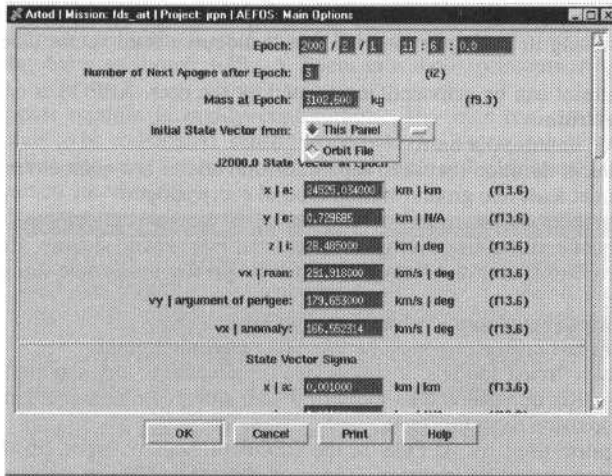 Artod | Mission: fds_art | Project: ppn | AEFOS: Main Options
Epoch: 2000 / 2 / 1 11 : 6 : 0.0
Number of Next Apogee after Epoch: 3 (i2)
Mass at Epoch: 3102.600 kg (f9.3)
Initial State Vector from: This Panel
Orbit File
J2000.0 State Vector at Epoch
x | a: 24525.034000 km | km (f13.6)
y | e: 0.729685 km | N/A (f13.6)
z | i: 28.485000 km | deg (f13.6)
vx | raan: 291.918000 km/s | deg (f13.6)
vy | argument of perigee: 179.653000 km/s | deg (f13.6)
vx | anomaly: 166.552314 km/s | deg (f13.6)
State Vector Sigma
x | a: 0.001000 km | km (f13.6)
OK Cancel Print Help